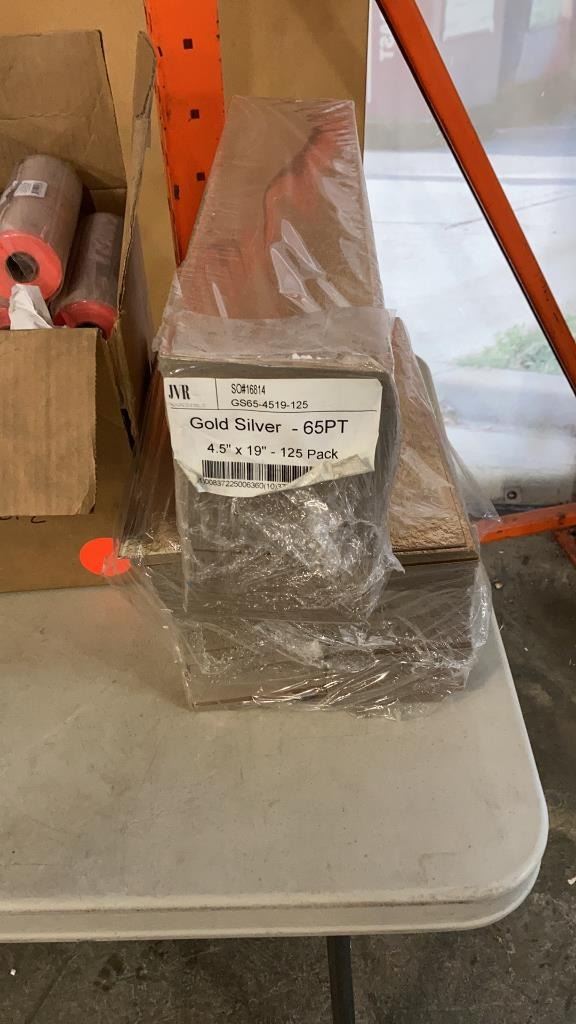 JVR
SO#16814
GS65-4519-125
Gold Silver - 65PT
4.5" x 19" - 125 Pack